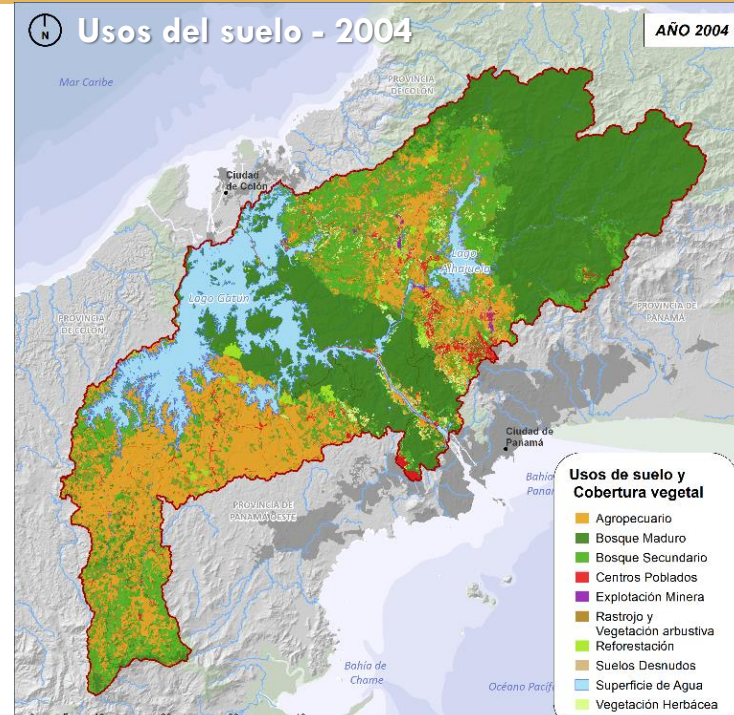 N
Usos del suelo - 2004
AÑO 2004
Mar Caribe
PROVINCIA
DE COLÓN
Ciudad
de Colón
Lago
Alhajuela
Lago Gatún
PROVINCIA
DE COLÓN
PROVINCIA DE
PANAMÁ
Ciudad de
Panamá
Bahía
PROVINCIA DE
PANAMÁ OESTE
Bahía de
Chame
Océano
Usos de suelo y
Cobertura vegetal
Agropecuario
Bosque Maduro
Bosque Secundario
Centros Poblados
Explotación Minera
Rastrojo y
Vegetación arbustiva
Reforestación
Suelos Desnudos
Superficie de Agua
Vegetación Herbácea